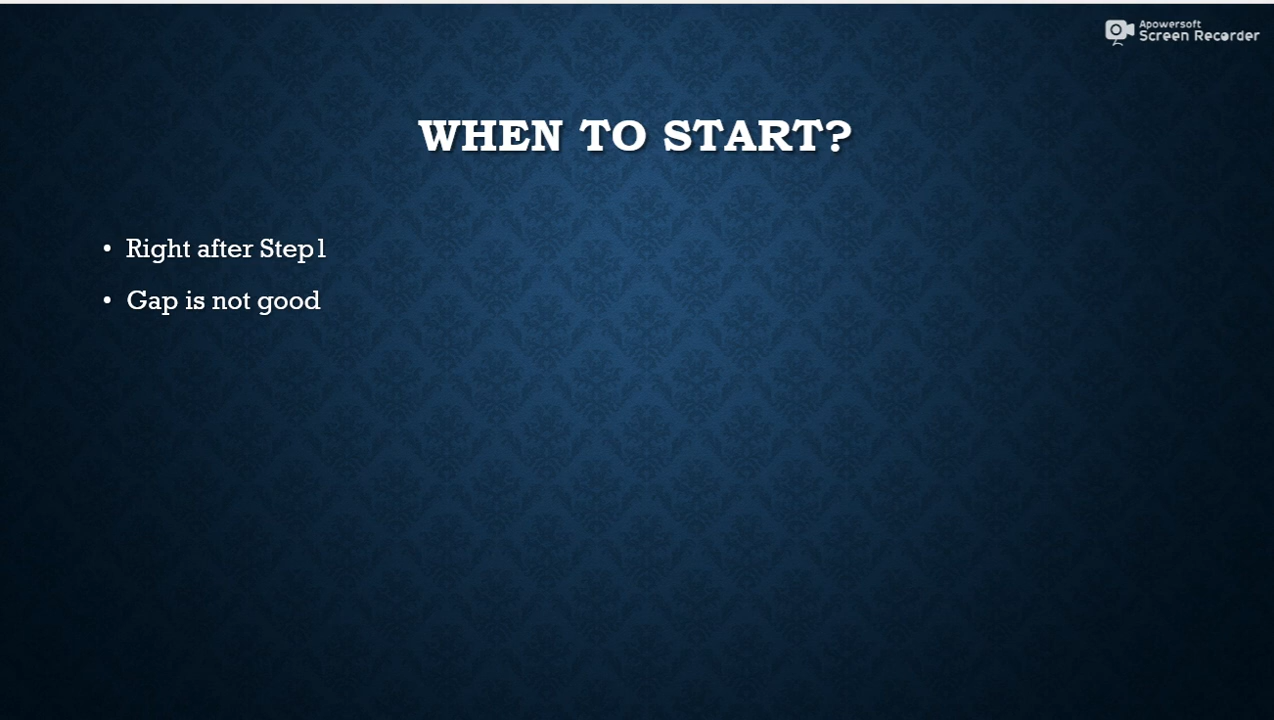 Apowersoft
Screen Recorder
WHEN TO START?
• Right after Step1
• Gap is not good